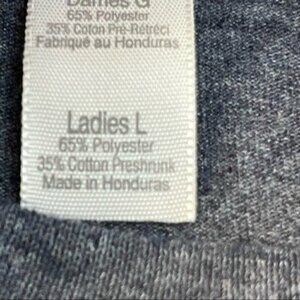 Dames G
65% Polyester
35% Coton Pré-Rétréci
Fabriqué au Honduras
Ladies L
65% Polyester
35% Cotton Preshrunk
Made in Honduras